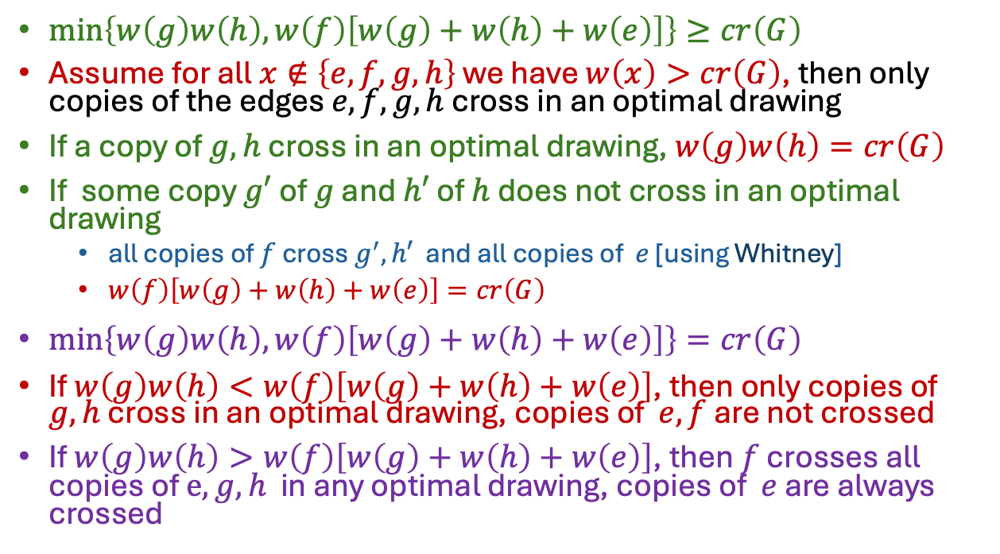 • min{w(g)w(h), w(f)[w(g) + w(h) + w(e)]} ≥ cr(G)
• Assume for all x ∉ {e, f, g, h} we have w(x) > cr(G), then only
copies of the edges e, f, g, h cross in an optimal drawing
• If a copy of g, h cross in an optimal drawing, w(g)w(h) = cr(G)
• If some copy g′ of g and h′ of h does not cross in an optimal
drawing
• all copies of f cross g′, h′ and all copies of e [using Whitney]
• w(f)[w(g) + w(h) + w(e)] = cr(G)
• min{w(g)w(h), w(f)[w(g) + w(h) + w(e)]} = cr(G)
• If w(g)w(h) < w(f)[w(g) + w(h) + w(e)], then only copies of
g, h cross in an optimal drawing, copies of e, f are not crossed
• If w(g)w(h) > w(f)[w(g) + w(h) + w(e)], then f crosses all
copies of e, g, h in any optimal drawing, copies of e are always
crossed